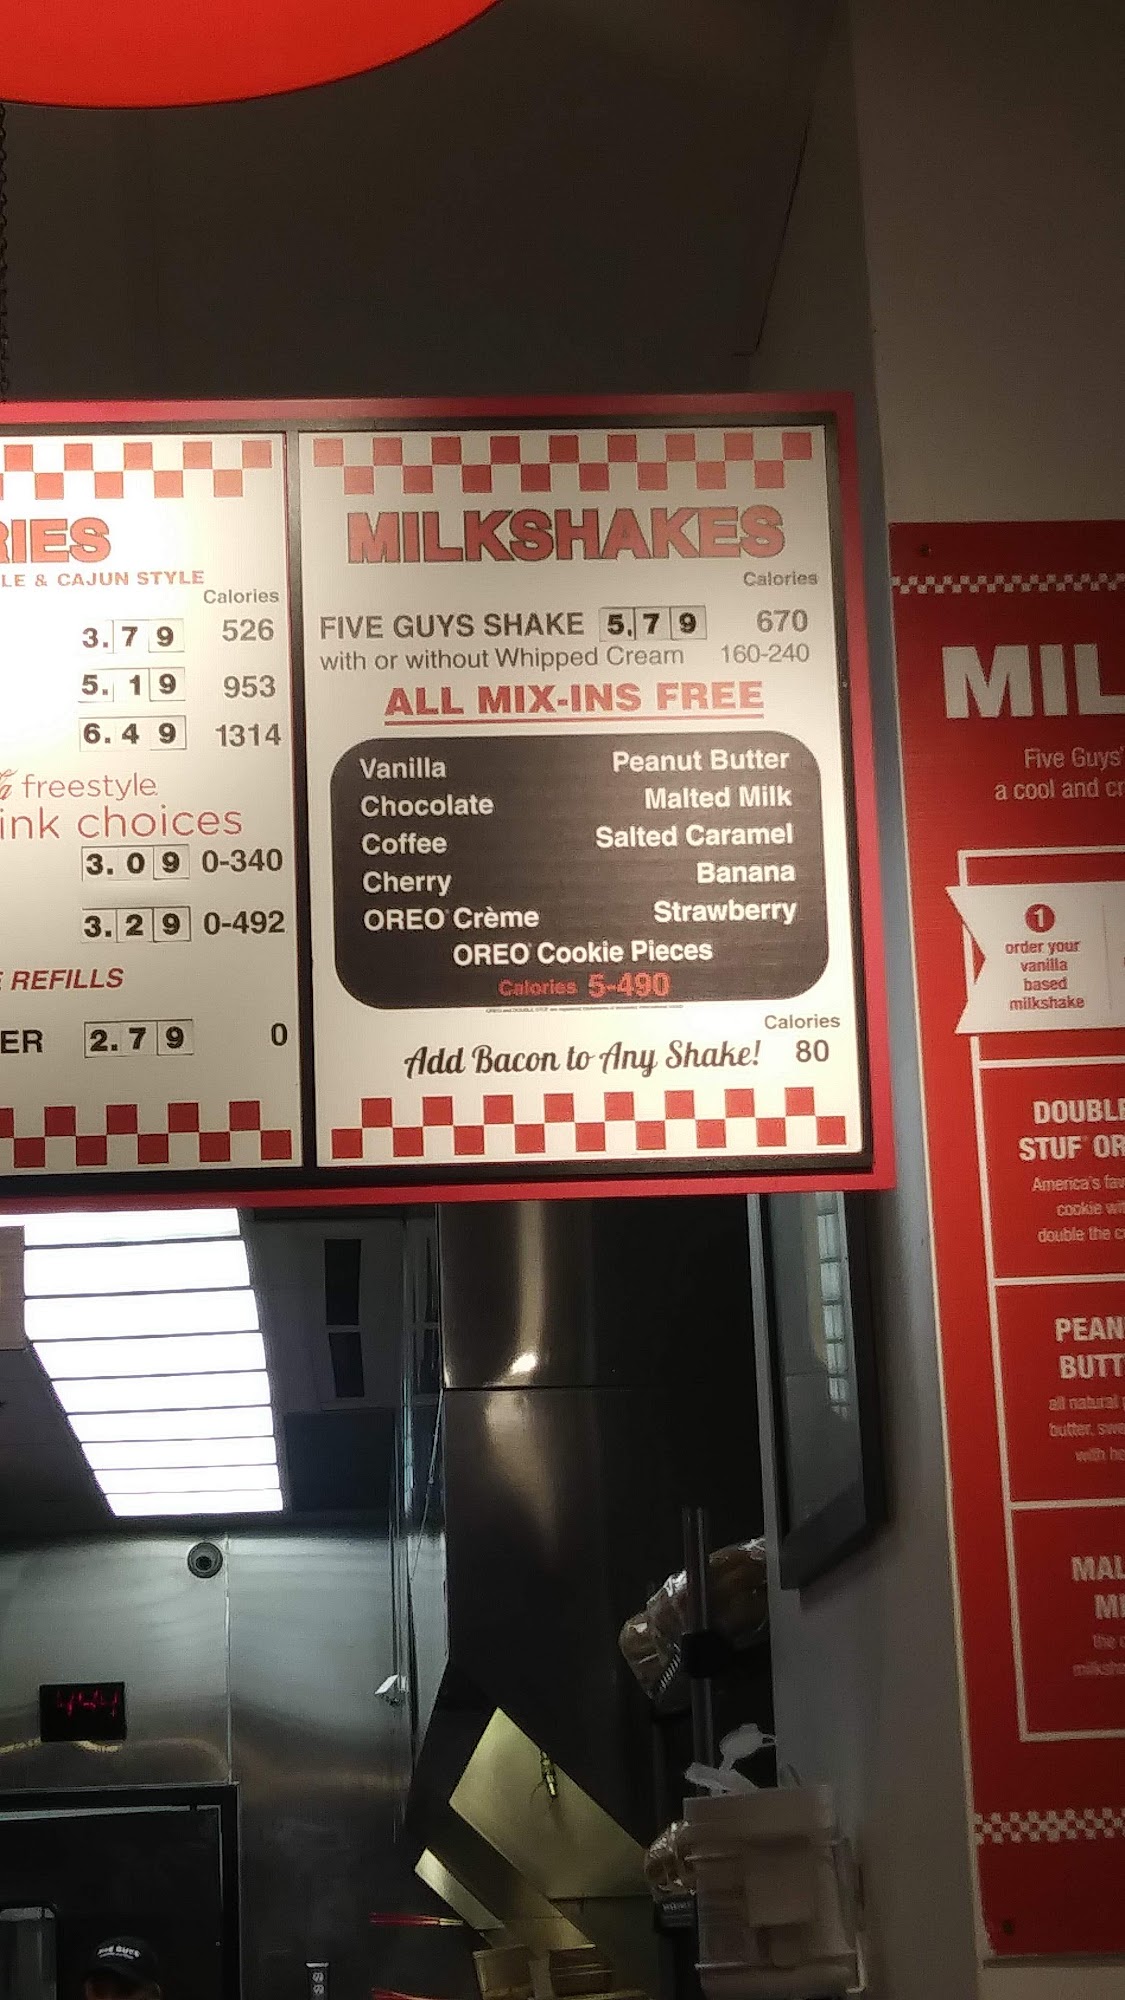 RIES
LE & CAJUN STYLE
Calories
3.79 526
5.19 953
6.49 1314
freestyle
ink choices
3.09 0-340
3.29 0-492
REFILLS
ER 2.79 0
MILKSHAKES
Calories
FIVE GUYS SHAKE 5.79 670
with or without Whipped Cream 160-240
ALL MIX-INS FREE
Vanilla Peanut Butter
Chocolate Malted Milk
Coffee Salted Caramel
Cherry Banana
OREO Crème Strawberry
OREO Cookie Pieces
Calories 5-490
Calories
Add Bacon to Any Shake! 80
MIL
Five Guys'
a cool and cr
1
order your
vanilla
based
milkshake
DOUBLE
STUF OR
America's fav
cookie wit
double the c
PEAN
BUTT
all natural
butter, swe
with ho
MAL
MI
the
milksh